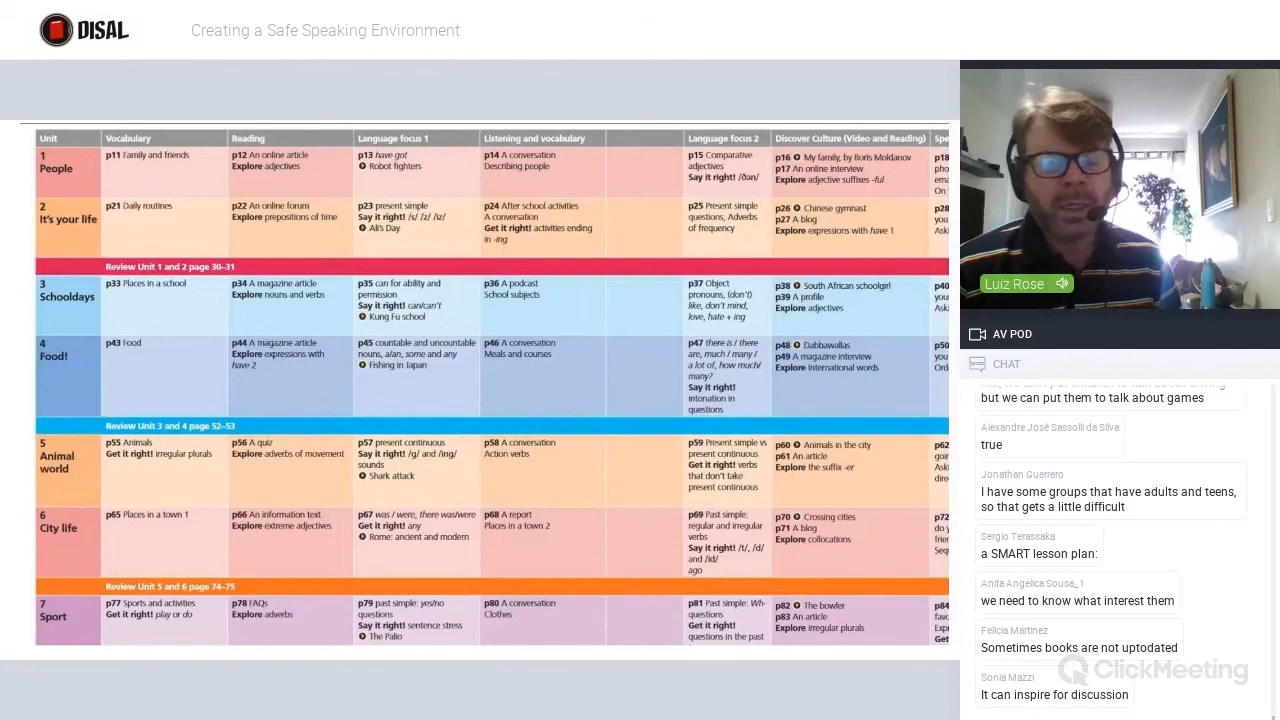 DISAL
Creating a Safe Speaking Environment
Unit Vocabulary Reading Language focus 1 Listening and vocabulary Language focus 2 Discover Culture (Video and Reading)
1
People
p11 Family and friends
p12 An online article
Explore adjectives
p13 have got
Robot fighters
p14 A conversation
Describing people
p15 Comparative
adjectives
Say it right! /ðən/
p16 My family, by Boris Moldanov
p17 An online interview
Explore adjective suffixes -ful
p18
2
It's your life
p21 Daily routines
p22 An online forum
Explore prepositions of time
p23 present simple
Say it right! /s/ /z/ /ɪz/
Ali's Day
p24 After school activities
A conversation
Get it right! activities ending
in -ing
p25 Present simple
questions, Adverbs
of frequency
p26 Chinese gymnast
p27 A blog
Explore expressions with have 1
p28
Review Unit 1 and 2 page 30–31
3
Schooldays
p33 Places in a school
p34 A magazine article
Explore nouns and verbs
p35 can for ability and
permission
Say it right! can/can't
Kung Fu school
p36 A podcast
School subjects
p37 Object
pronouns, (don't)
like, don't mind,
love, hate + ing
p38 South African schoolgirl
p39 A profile
Explore adjectives
p40
4
Food!
p43 Food
p44 A magazine article
Explore expressions with
have 2
p45 countable and uncountable
nouns, a/an, some and any
Fishing in Japan
p46 A conversation
Meals and courses
p47 there is / there
are, much / many /
a lot of, how much/
many?
Say it right!
intonation in
questions
p48 Dabbawallas
p49 A magazine interview
Explore International words
p50
Review Unit 3 and 4 page 52–53
5
Animal
world
p55 Animals
Get it right! irregular plurals
p56 A quiz
Explore adverbs of movement
p57 present continuous
Say it right! /g/ and /ing/
sounds
Shark attack
p58 A conversation
Action verbs
p59 Present simple vs
present continuous
Get it right! verbs
that don't take
present continuous
p60 Animals in the city
p61 An article
Explore the suffix -er
p62
6
City life
p65 Places in a town 1
p66 An information text
Explore extreme adjectives
p67 was / were, there was/were
Get it right! any
Rome: ancient and modern
p68 A report
Places in a town 2
p69 Past simple:
regular and irregular
verbs
Say it right! /t/, /d/
and /ɪd/
ago
p70 Crossing cities
p71 A blog
Explore collocations
p72
Review Unit 5 and 6 page 74–75
7
Sport
p77 Sports and activities
Get it right! play or do
p78 FAQs
Explore adverbs
p79 past simple: yes/no
questions
Say it right! sentence stress
The Palio
p80 A conversation
Clothes
p81 Past simple: Wh-
questions
Get it right!
questions in the past
p82 The bowler
p83 An article
Explore irregular plurals
p84
Luiz Rose
AV POD
CHAT
but we can put them to talk about games
Alexandre José Sassolli da Silva
true
Jonathan Guerrero
I have some groups that have adults and teens,
so that gets a little difficult
Sergio Terassaka
a SMART lesson plan:
Anita Angelica Sousa_1
we need to know what interest them
Felicia Martinez
Sometimes books are not uptodated
Sonia Mazzi
It can inspire for discussion
ClickMeeting